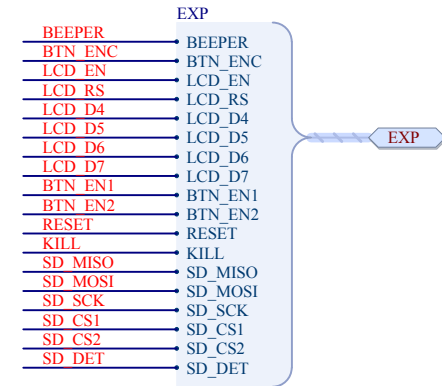 EXP
BEEPER BEEPER
BTN_ENC BTN_ENC
LCD_EN LCD_EN
LCD_RS LCD_RS
LCD_D4 LCD_D4
LCD_D5 LCD_D5 EXP
LCD_D6 LCD_D6
LCD_D7 LCD_D7
BTN_EN1 BTN_EN1
BTN_EN2 BTN_EN2
RESET RESET
KILL KILL
SD_MISO SD_MISO
SD_MOSI SD_MOSI
SD_SCK SD_SCK
SD_CS1 SD_CS1
SD_CS2 SD_CS2
SD_DET SD_DET